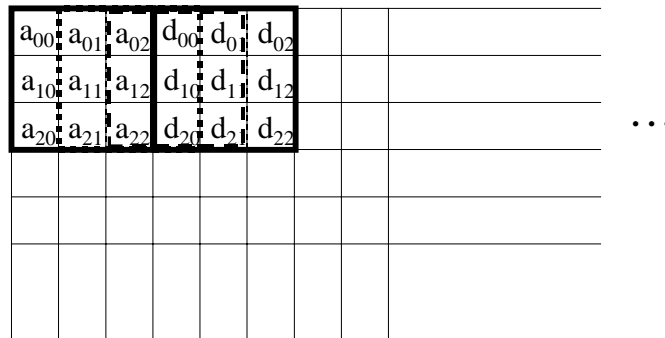 a₀₀ a₀₁ a₀₂ d₀₀ d₀₁ d₀₂
a₁₀ a₁₁ a₁₂ d₁₀ d₁₁ d₁₂
a₂₀ a₂₁ a₂₂ d₂₀ d₂₁ d₂₂ ...